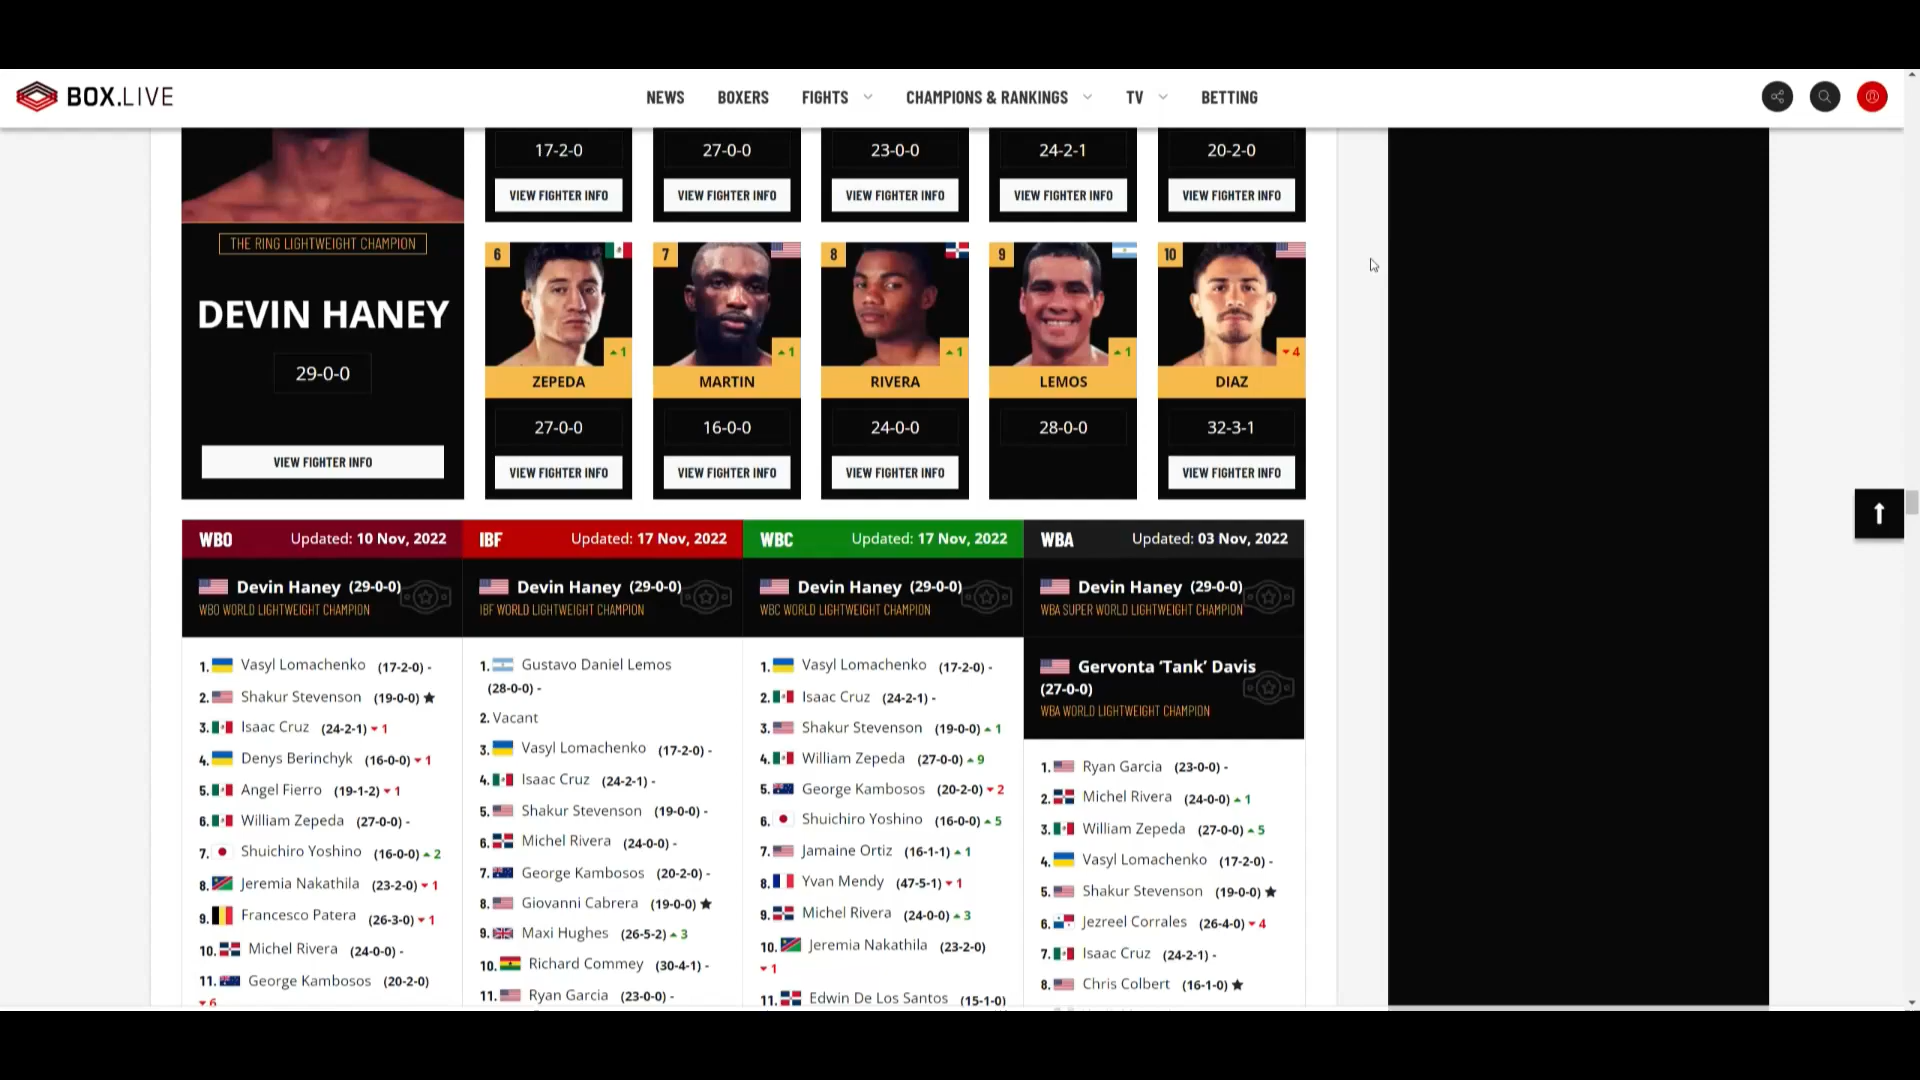 BOX.LIVE
NEWS BOXERS FIGHTS CHAMPIONS & RANKINGS TV BETTING
17-2-0 27-0-0 23-0-0 24-2-1 20-2-0
VIEW FIGHTER INFO VIEW FIGHTER INFO VIEW FIGHTER INFO VIEW FIGHTER INFO VIEW FIGHTER INFO
THE RING LIGHTWEIGHT CHAMPION
DEVIN HANEY
29-0-0
VIEW FIGHTER INFO
6 7 8 9 10
1 1 1 1 4
ZEPEDA MARTIN RIVERA LEMOS DIAZ
27-0-0 16-0-0 24-0-0 28-0-0 32-3-1
VIEW FIGHTER INFO VIEW FIGHTER INFO VIEW FIGHTER INFO VIEW FIGHTER INFO
WBO Updated: 10 Nov, 2022
Devin Haney (29-0-0)
WBO WORLD LIGHTWEIGHT CHAMPION
1. Vasyl Lomachenko (17-2-0) -
2. Shakur Stevenson (19-0-0) ★
3. Isaac Cruz (24-2-1) ▾ 1
4. Denys Berinchyk (16-0-0) ▾ 1
5. Angel Fierro (19-1-2) ▾ 1
6. William Zepeda (27-0-0) -
7. Shuichiro Yoshino (16-0-0) ▴ 2
8. Jeremia Nakathila (23-2-0) ▾ 1
9. Francesco Patera (26-3-0) ▾ 1
10. Michel Rivera (24-0-0) -
11. George Kambosos (20-2-0)
▾ 6
IBF Updated: 17 Nov, 2022
Devin Haney (29-0-0)
IBF WORLD LIGHTWEIGHT CHAMPION
1. Gustavo Daniel Lemos
(28-0-0) -
2. Vacant
3. Vasyl Lomachenko (17-2-0) -
4. Isaac Cruz (24-2-1) -
5. Shakur Stevenson (19-0-0) -
6. Michel Rivera (24-0-0) -
7. George Kambosos (20-2-0) -
8. Giovanni Cabrera (19-0-0) ★
9. Maxi Hughes (26-5-2) ▴ 3
10. Richard Commey (30-4-1) -
11. Ryan Garcia (23-0-0) -
WBC Updated: 17 Nov, 2022
Devin Haney (29-0-0)
WBC WORLD LIGHTWEIGHT CHAMPION
1. Vasyl Lomachenko (17-2-0) -
2. Isaac Cruz (24-2-1) -
3. Shakur Stevenson (19-0-0) ▴ 1
4. William Zepeda (27-0-0) ▴ 9
5. George Kambosos (20-2-0) ▾ 2
6. Shuichiro Yoshino (16-0-0) ▴ 5
7. Jamaine Ortiz (16-1-1) ▴ 1
8. Yvan Mendy (47-5-1) ▾ 1
9. Michel Rivera (24-0-0) ▴ 3
10. Jeremia Nakathila (23-2-0)
▾ 1
11. Edwin De Los Santos (15-1-0)
WBA Updated: 03 Nov, 2022
Devin Haney (29-0-0)
WBA SUPER WORLD LIGHTWEIGHT CHAMPION
Gervonta ‘Tank’ Davis
(27-0-0)
WBA WORLD LIGHTWEIGHT CHAMPION
1. Ryan Garcia (23-0-0) -
2. Michel Rivera (24-0-0) ▴ 1
3. William Zepeda (27-0-0) ▴ 5
4. Vasyl Lomachenko (17-2-0) -
5. Shakur Stevenson (19-0-0) ★
6. Jezreel Corrales (26-4-0) ▾ 4
7. Isaac Cruz (24-2-1) -
8. Chris Colbert (16-1-0) ★